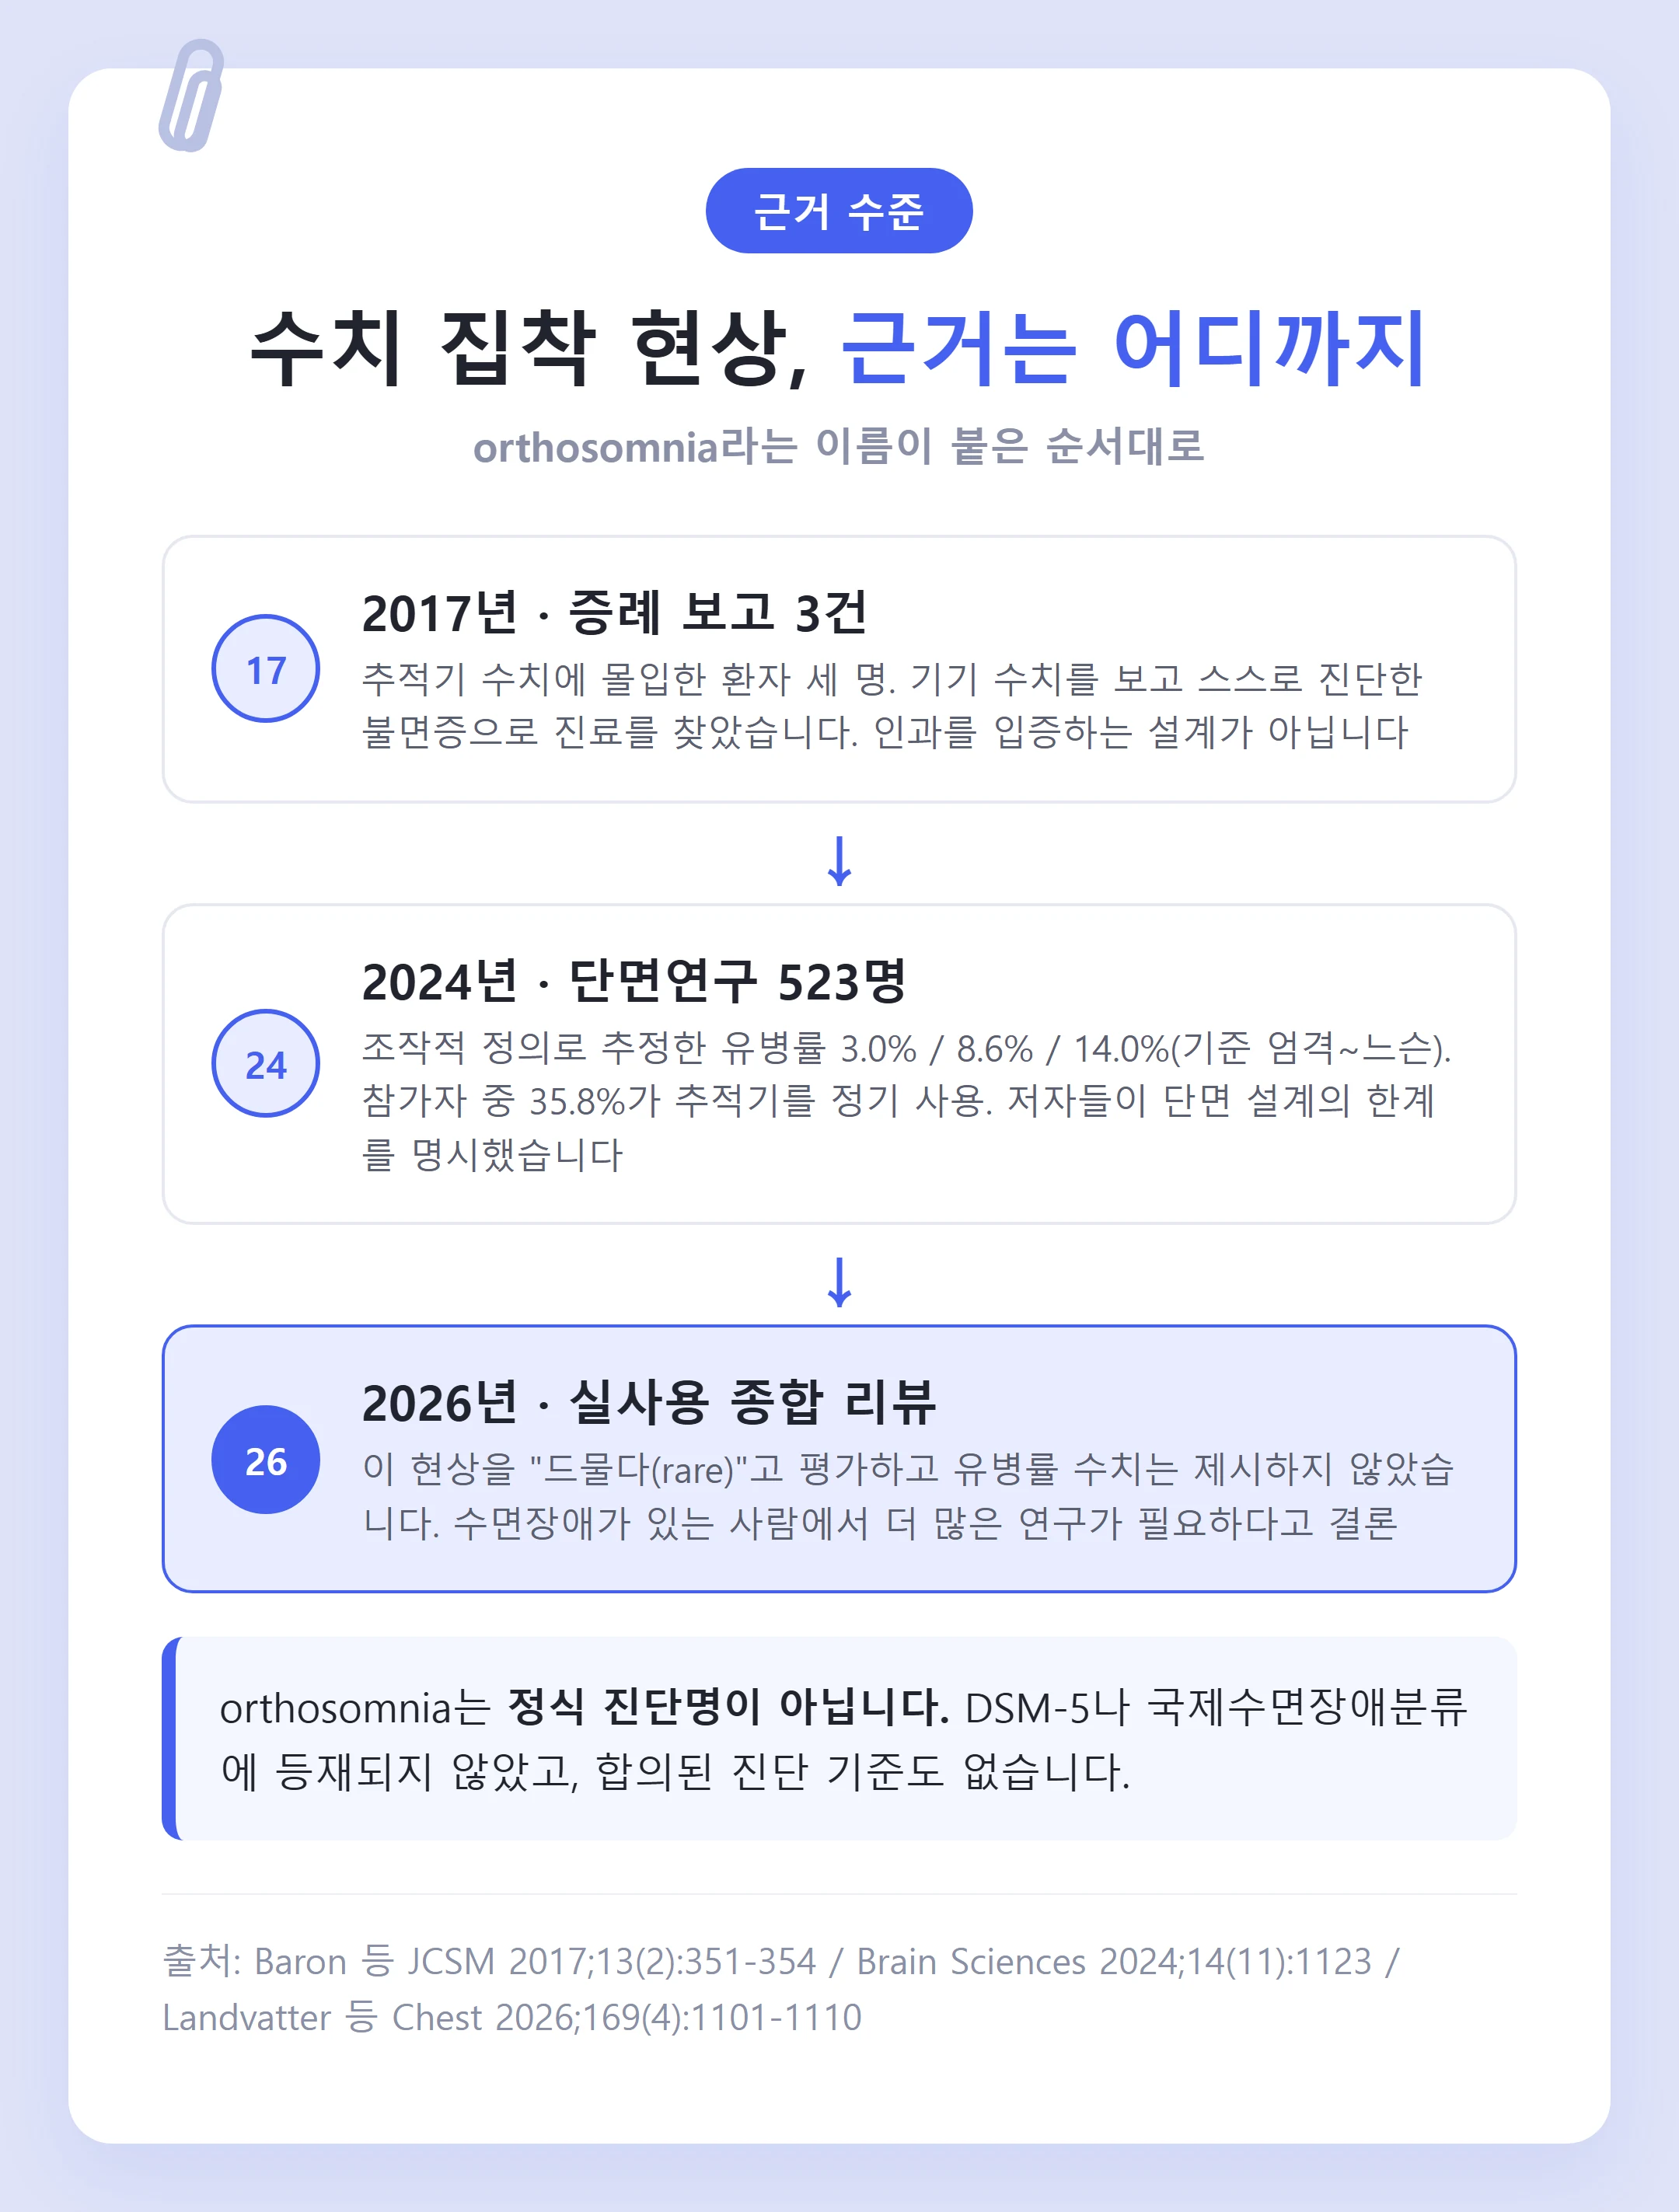 근거 수준
수치 집착 현상, 근거는 어디까지
orthosomnia라는 이름이 붙은 순서대로
17
2017년 · 증례 보고 3건
추적기 수치에 몰입한 환자 세 명. 기기 수치를 보고 스스로 진단한
불면증으로 진료를 찾았습니다. 인과를 입증하는 설계가 아닙니다
↓
24
2024년 · 단면연구 523명
조작적 정의로 추정한 유병률 3.0% / 8.6% / 14.0%(기준 엄격~느슨).
참가자 중 35.8%가 추적기를 정기 사용. 저자들이 단면 설계의 한계
를 명시했습니다
↓
26
2026년 · 실사용 종합 리뷰
이 현상을 "드물다(rare)"고 평가하고 유병률 수치는 제시하지 않았습
니다. 수면장애가 있는 사람에서 더 많은 연구가 필요하다고 결론
orthosomnia는 정식 진단명이 아닙니다. DSM-5나 국제수면장애분류
에 등재되지 않았고, 합의된 진단 기준도 없습니다.
출처: Baron 등 JCSM 2017;13(2):351-354 / Brain Sciences 2024;14(11):1123 /
Landvatter 등 Chest 2026;169(4):1101-1110